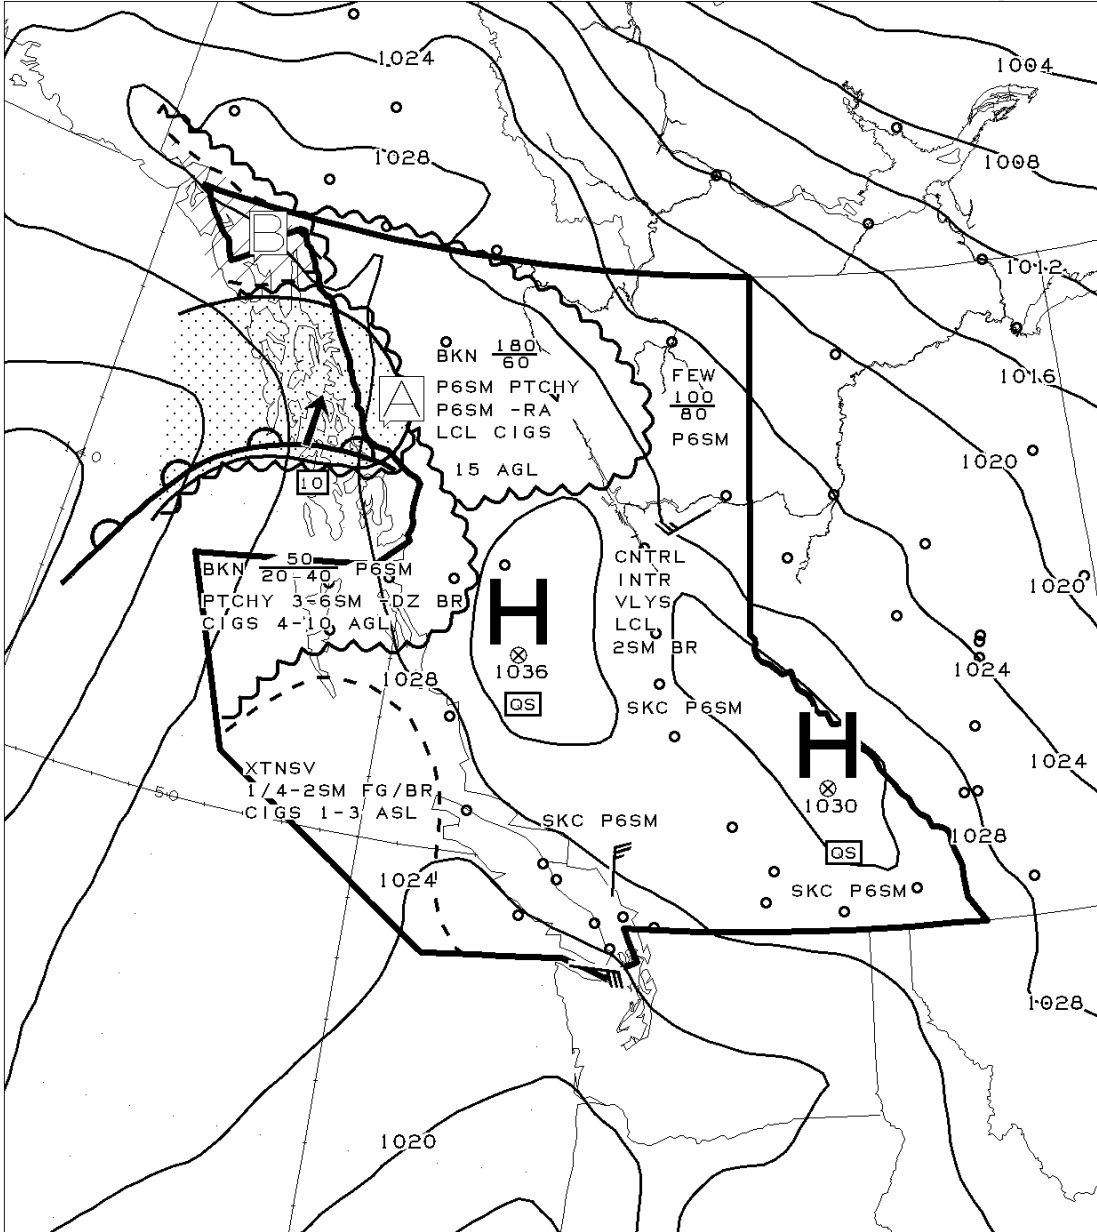 1024
1004
1028
1008
B
1012
BKN 180/60
P6SM PTCHY
P6SM -RA
LCL CIGS
15 AGL
FEW
100/80
P6SM
1016
A
40
1020
10
BKN 50/20-40 P6SM
PTCHY 3-6SM -DZ BR
CIGS 4-10 AGL
CNTRL
INTR
VLYS
LCL
2SM BR
1020
H
1036
QS
1024
1028
SKC P6SM
H
1030
QS
1024
XTNSV
1/4-2SM FG/BR
CIGS 1-3 ASL
50
SKC P6SM
1028
1024
SKC P6SM
1028
1020